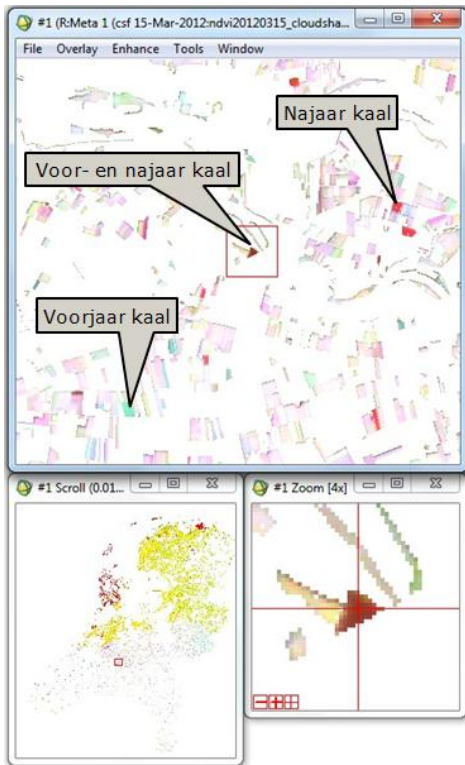 #1 (R:Meta 1 (csf 15-Mar-2012:ndvi20120315_cloudsha...
File Overlay Enhance Tools Window
Najaar kaal
Voor- en najaar kaal
Voorjaar kaal
#1 Scroll (0.01...
#1 Zoom [4x]